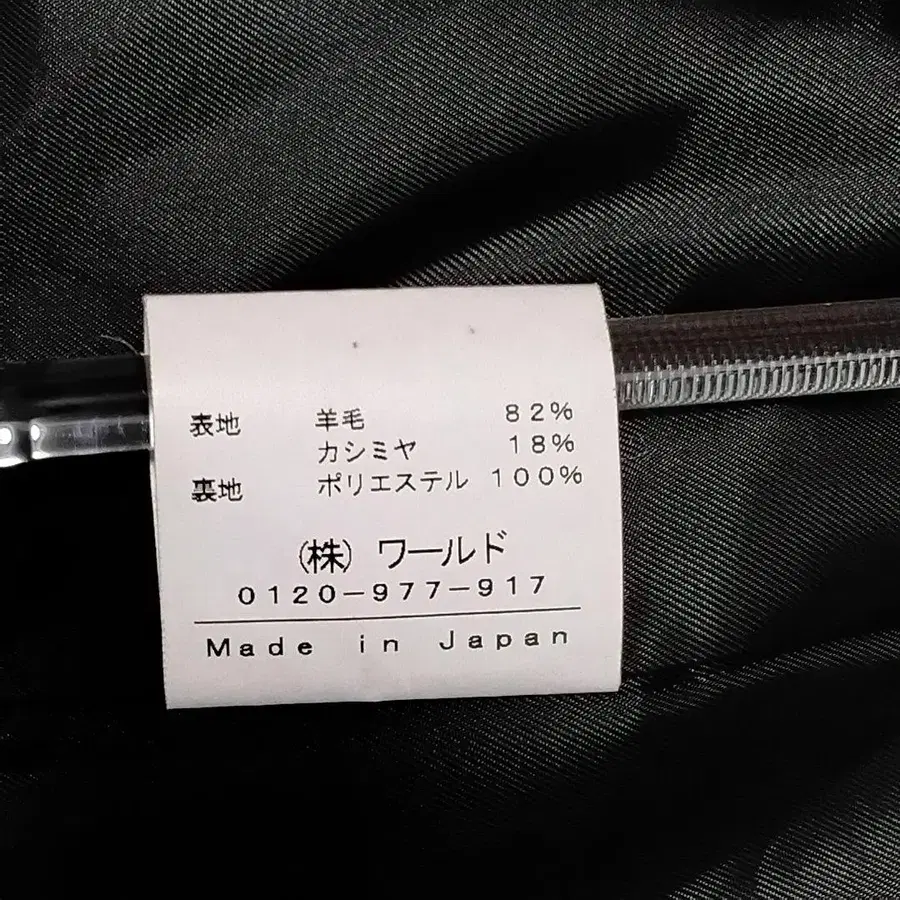 表地 羊毛 82%
カシミヤ 18%
裏地 ポリエステル 100%
(株) ワールド
0120-977-917
Made in Japan